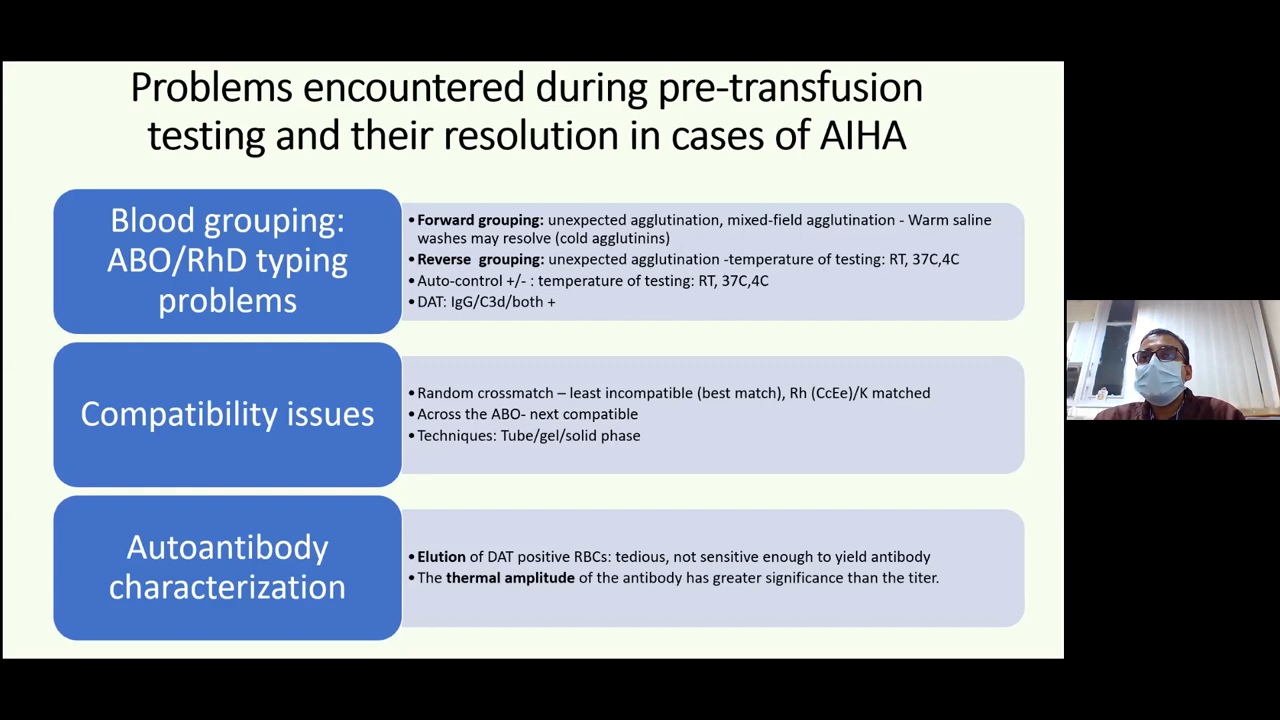 Problems encountered during pre-transfusion
testing and their resolution in cases of AIHA
Blood grouping:
ABO/RhD typing
problems
•Forward grouping: unexpected agglutination, mixed-field agglutination - Warm saline
washes may resolve (cold agglutinins)
•Reverse grouping: unexpected agglutination -temperature of testing: RT, 37C,4C
•Auto-control +/- : temperature of testing: RT, 37C,4C
•DAT: IgG/C3d/both +
Compatibility issues
•Random crossmatch – least incompatible (best match), Rh (CcEe)/K matched
•Across the ABO- next compatible
•Techniques: Tube/gel/solid phase
Autoantibody
characterization
•Elution of DAT positive RBCs: tedious, not sensitive enough to yield antibody
•The thermal amplitude of the antibody has greater significance than the titer.